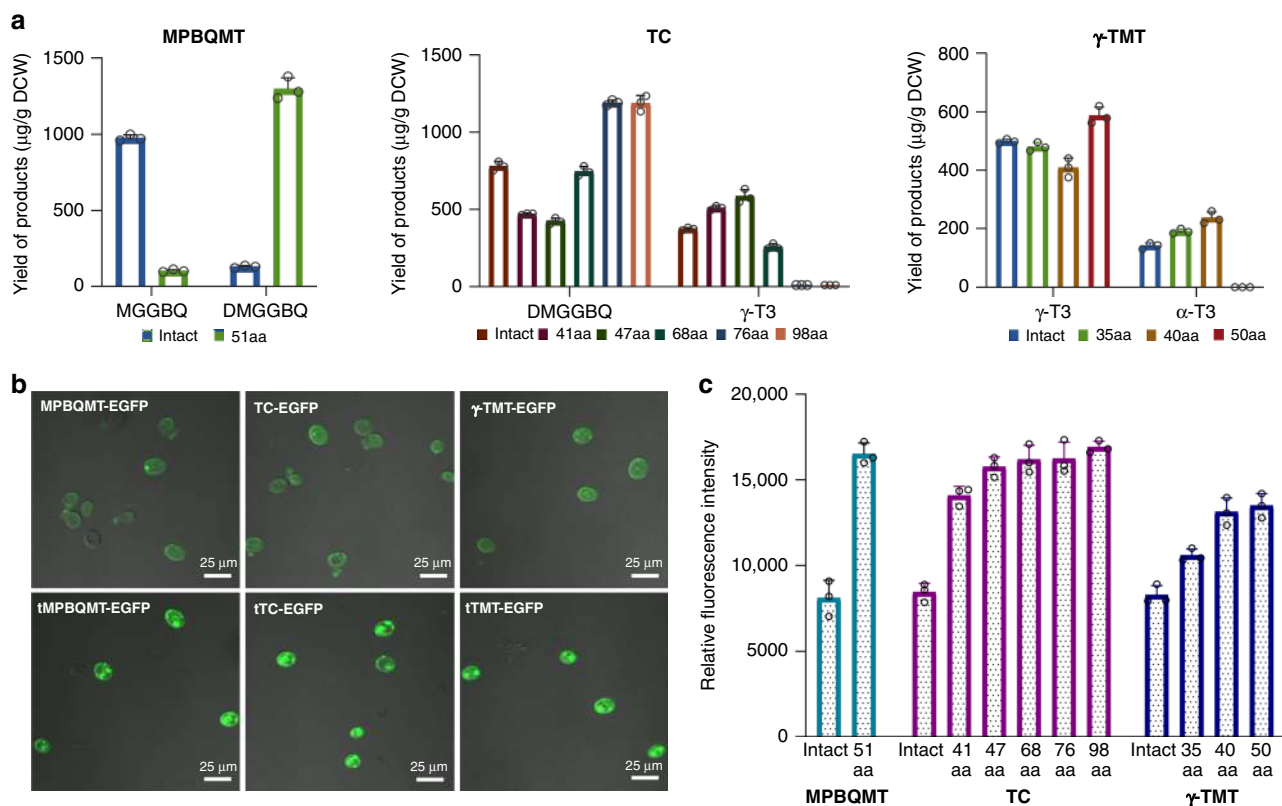 a
MPBQMT
Yield of products (µg/g DCW)
1500
1000
500
0
MGGBQ DMGGBQ
Intact 51aa
TC
Yield of products (µg/g DCW)
1500
1000
500
0
DMGGBQ γ-T3
Intact 41aa 47aa 68aa 76aa 98aa
γ-TMT
Yield of products (µg/g DCW)
800
600
400
200
0
γ-T3 α-T3
Intact 35aa 40aa 50aa
b
MPBQMT-EGFP
25 µm
TC-EGFP
25 µm
γ-TMT-EGFP
25 µm
tMPBQMT-EGFP
25 µm
tTC-EGFP
25 µm
tTMT-EGFP
25 µm
c
Relative fluorescence intensity
20,000
15,000
10,000
5000
0
Intact 51 aa
Intact 41 aa 47 aa 68 aa 76 aa 98 aa
Intact 35 aa 40 aa 50 aa
MPBQMT TC γ-TMT